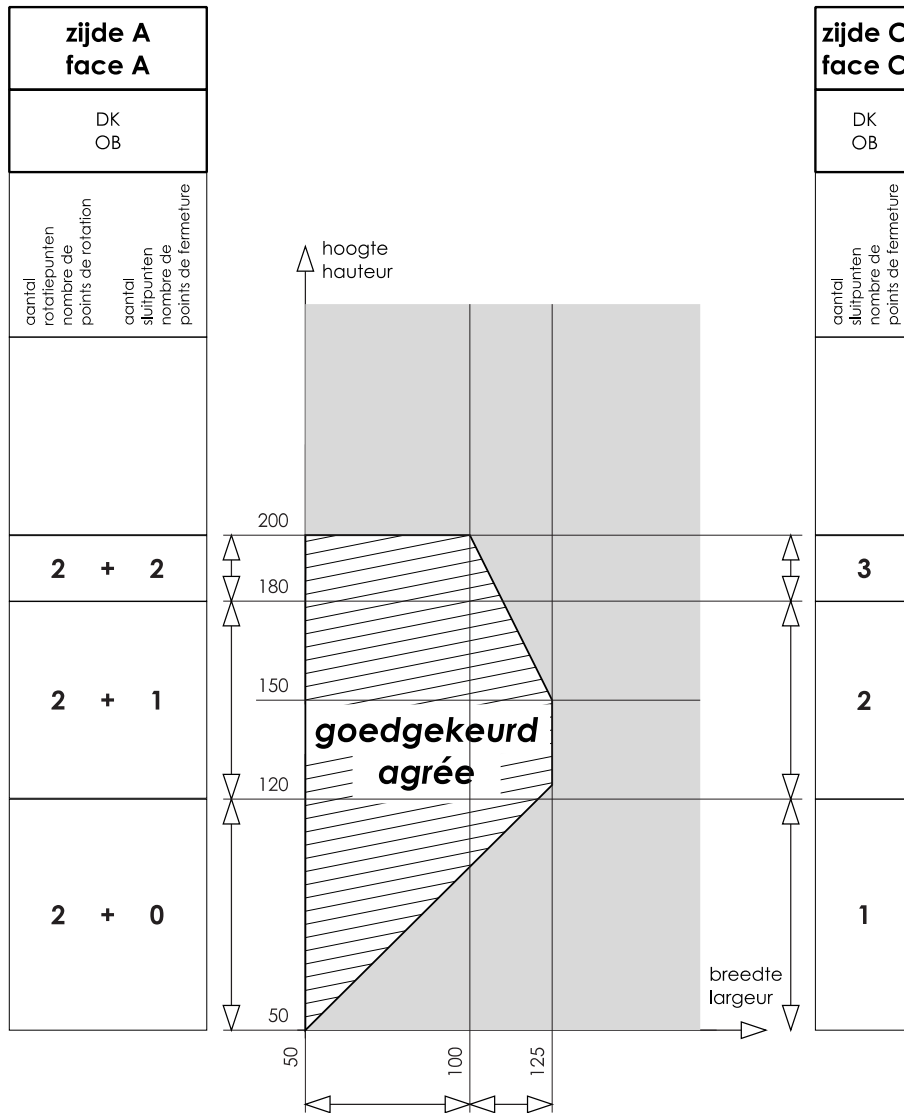 zijde A
face A
DK
OB
aantal
rotatiepunten
nombre de
points de rotation
aantal
sluitpunten
nombre de
points de fermeture
2 + 2
2 + 1
2 + 0
hoogte
hauteur
200
180
150
120
50
goedgekeurd
agrée
breedte
largeur
50
100
125
zijde C
face C
DK
OB
aantal
sluitpunten
nombre de
points de fermeture
3
2
1